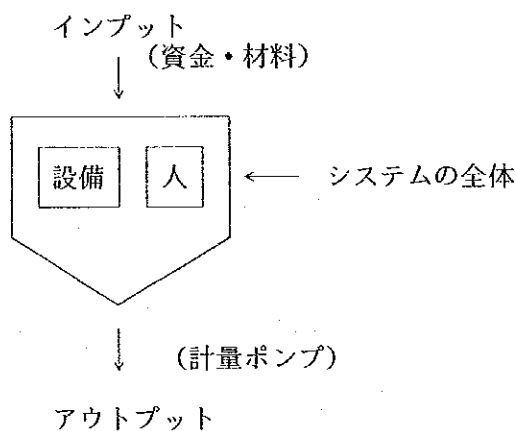 インプット
(資金・材料)
設備
人
システムの全体
(計量ポンプ)
アウトプット